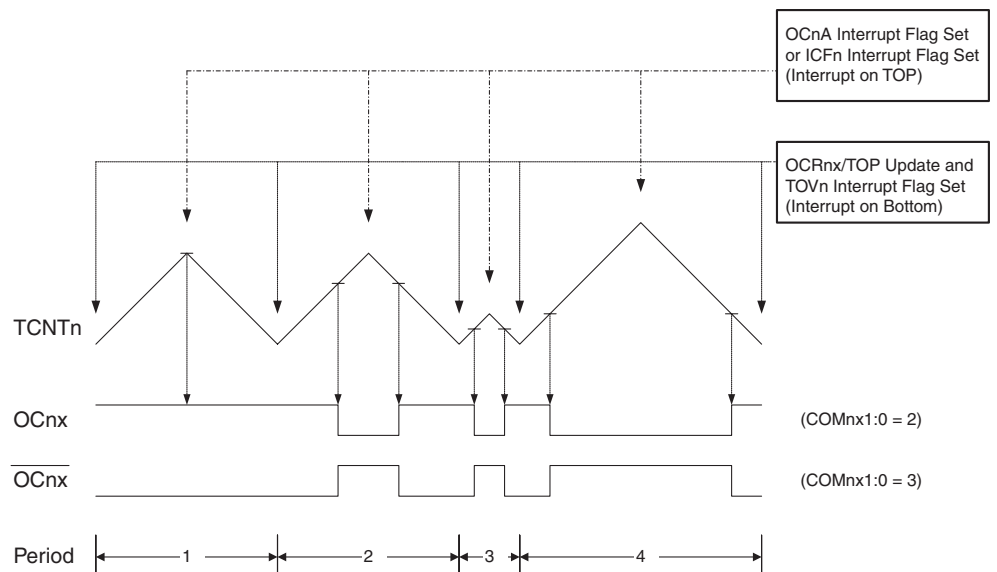 OCnA Interrupt Flag Set
or ICFn Interrupt Flag Set
(Interrupt on TOP)
OCRnx/TOP Update and
TOVn Interrupt Flag Set
(Interrupt on Bottom)
TCNTn
OCnx
(COMnx1:0 = 2)
OCnx
(COMnx1:0 = 3)
Period
1
2
3
4